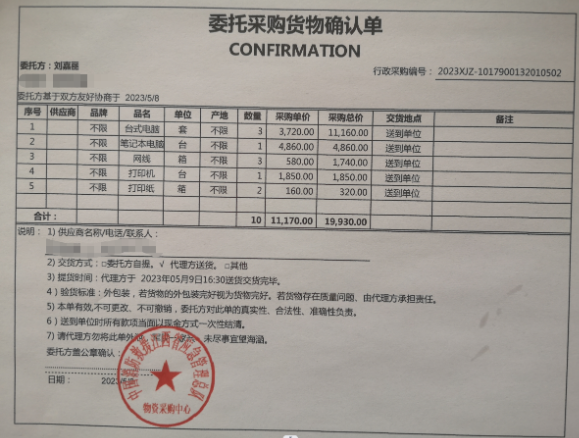 委托采购货物确认单
CONFIRMATION
委托方：刘嘉晨
行政采购编号： 2023XJZ-1017900132010502
委托方基于双方友好协商于 2023/5/8
序号 供应商 品牌 品名 单位 产地 数量 采购单价 采购总价 交货地点 备注
1 不限 台式电脑 套 不限 3 3,720.00 11,160.00 送到单位
2 不限 笔记本电脑 台 不限 1 4,860.00 4,860.00 送到单位
3 不限 网线 箱 不限 3 580.00 1,740.00 送到单位
4 不限 打印机 台 不限 1 1,850.00 1,850.00 送到单位
5 不限 打印纸 箱 不限 2 160.00 320.00 送到单位
合计： 10 11,170.00 19,930.00
说明： 1）供应商名称/电话/联系人：
2）交货方式：□委托方自提。√ 代理方送货。□其他
3）提货时间：代理方于 2023年05月9日16:30送货交货完毕。
4）验货标准：外包装，若货物的外包装完好视为货物完好。若货物存在质量问题、由代理方承担责任。
5）本单有效,不可更改、不可撤销，委托方对此单的真实性、合法性、准确性负责。
6）送到单位时所有款项当面以现金方式一次性结清。
7）请代理方勿将此单外泄，未尽事宜望海涵。
委托方盖公章确认：
日期： 2023
物资采购中心